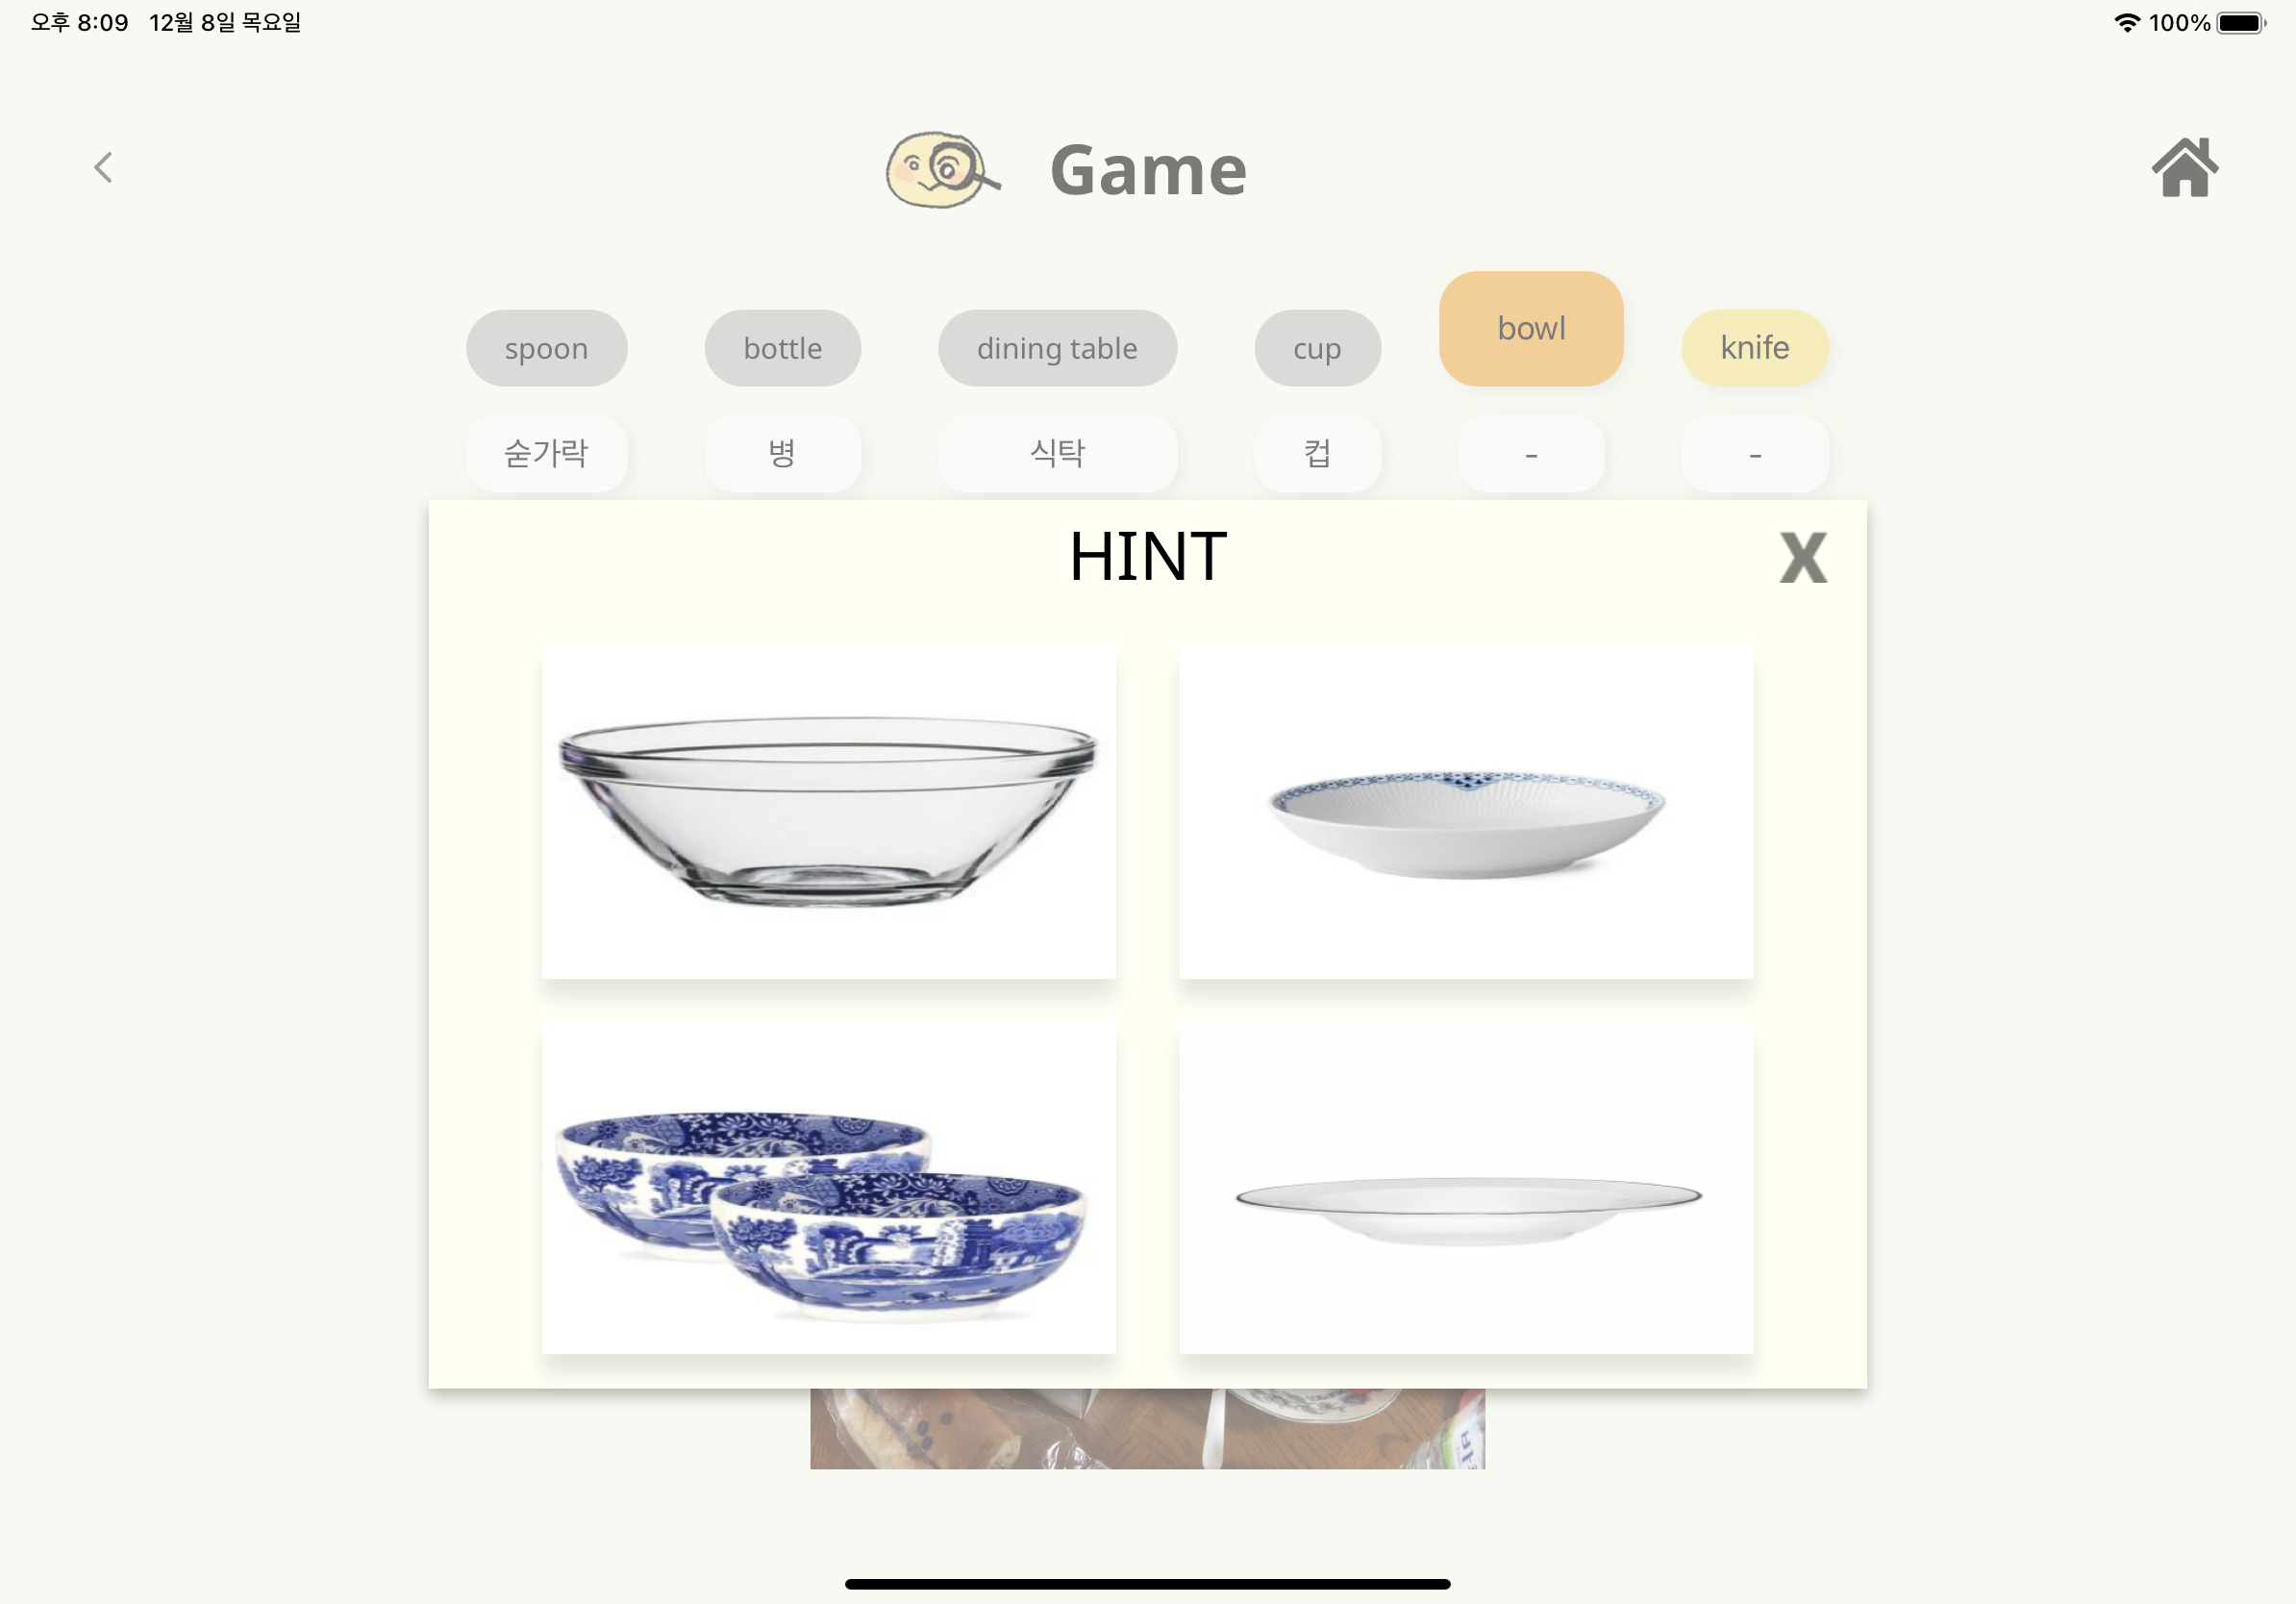 오후 8:09 12월 8일 목요일 100%
Game
spoon bottle dining table cup bowl knife
숟가락 병 식탁 컵 - -
HINT X